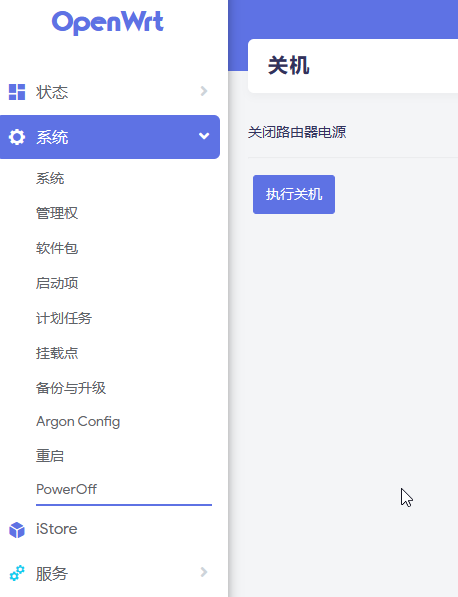 OpenWrt
状态
系统
系统
管理权
软件包
启动项
计划任务
挂载点
备份与升级
Argon Config
重启
PowerOff
iStore
服务
关机
关闭路由器电源
执行关机